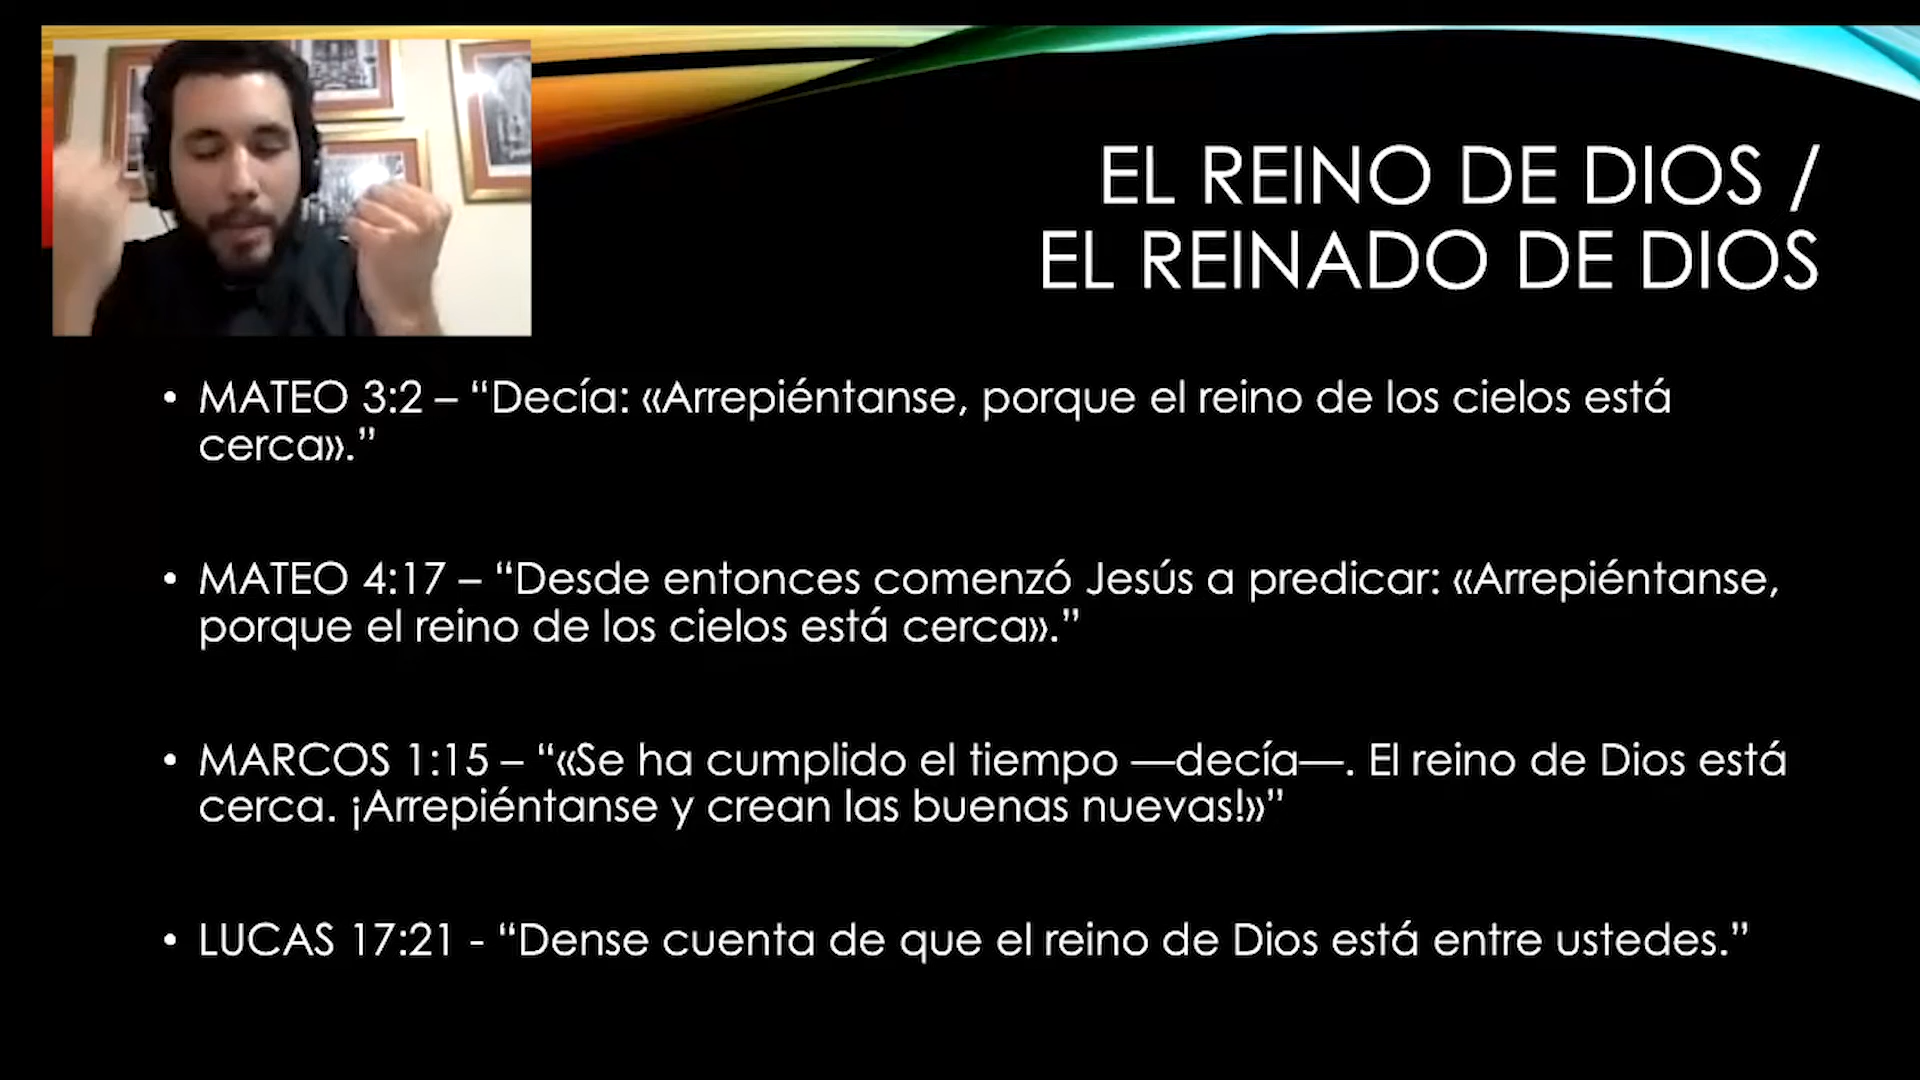 EL REINO DE DIOS /
EL REINADO DE DIOS
• MATEO 3:2 – “Decía: «Arrepiéntanse, porque el reino de los cielos está
cerca».”
• MATEO 4:17 – “Desde entonces comenzó Jesús a predicar: «Arrepiéntanse,
porque el reino de los cielos está cerca».”
• MARCOS 1:15 – “«Se ha cumplido el tiempo —decía—. El reino de Dios está
cerca. ¡Arrepiéntanse y crean las buenas nuevas!»”
• LUCAS 17:21 - “Dense cuenta de que el reino de Dios está entre ustedes.”